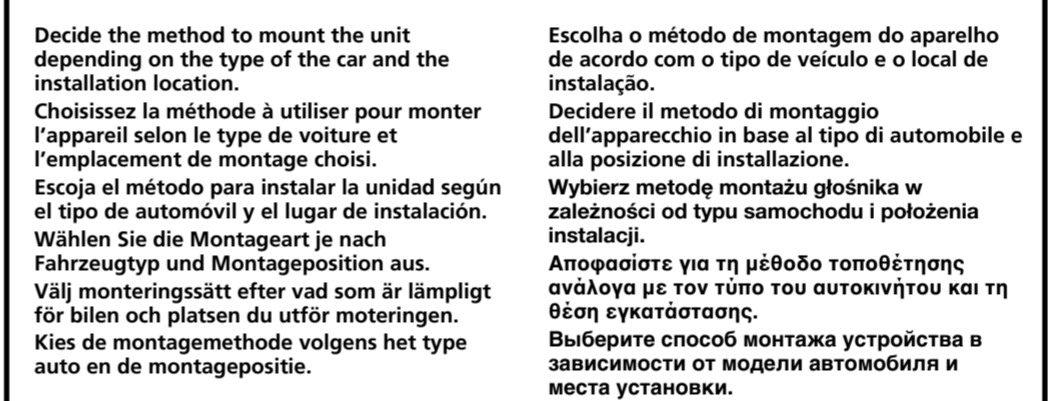 Decide the method to mount the unit
depending on the type of the car and the
installation location.
Choisissez la méthode à utiliser pour monter
l'appareil selon le type de voiture et
l'emplacement de montage choisi.
Escoja el método para instalar la unidad según
el tipo de automóvil y el lugar de instalación.
Wählen Sie die Montageart je nach
Fahrzeugtyp und Montageposition aus.
Välj monteringssätt efter vad som är lämpligt
för bilen och platsen du utför moteringen.
Kies de montagemethode volgens het type
auto en de montagepositie.
Escolha o método de montagem do aparelho
de acordo com o tipo de veículo e o local de
instalação.
Decidere il metodo di montaggio
dell'apparecchio in base al tipo di automobile e
alla posizione di installazione.
Wybierz metodę montażu głośnika w
zależności od typu samochodu i położenia
instalacji.
Αποφασίστε για τη μέθοδο τοποθέτησης
ανάλογα με τον τύπο του αυτοκινήτου και τη
θέση εγκατάστασης.
Выберите способ монтажа устройства в
зависимости от модели автомобиля и
места установки.